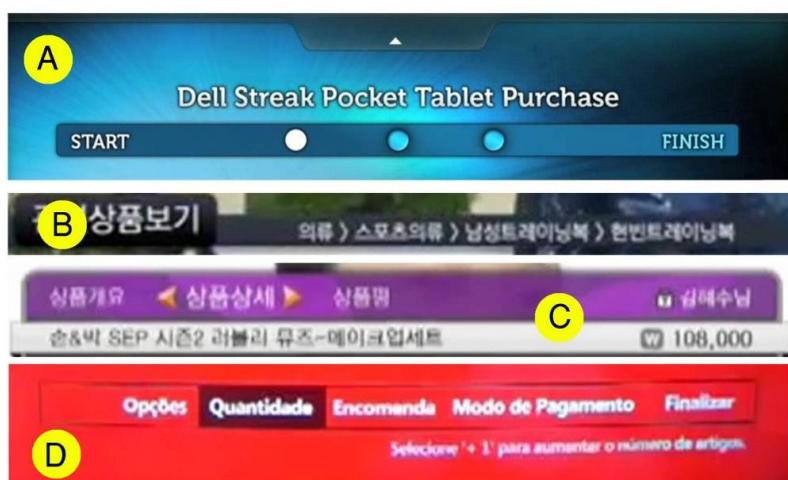 A
Dell Streak Pocket Tablet Purchase
START FINISH
B
상품보기
의류 > 스포츠의류 > 남성트레이닝복 > 현빈트레이닝복
상품개요 상품상세 상품평 김혜수님
C
손&박 SEP 시즌2 러블리 뮤즈-메이크업세트 W 108,000
Opções Quantidade Encomenda Modo de Pagamento Finalizar
Selecione '+ 1' para aumentar o número de artigos.
D